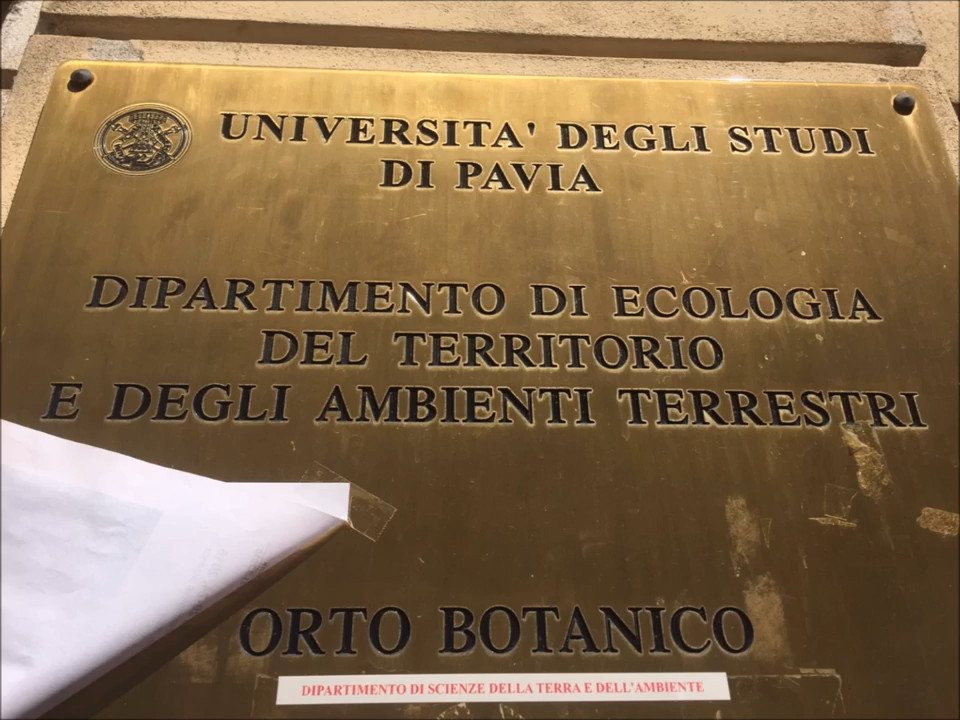 UNIVERSITA' DEGLI STUDI
DI PAVIA
DIPARTIMENTO DI ECOLOGIA
DEL TERRITORIO
E DEGLI AMBIENTI TERRESTRI
ORTO BOTANICO
DIPARTIMENTO DI SCIENZE DELLA TERRA E DELL'AMBIENTE